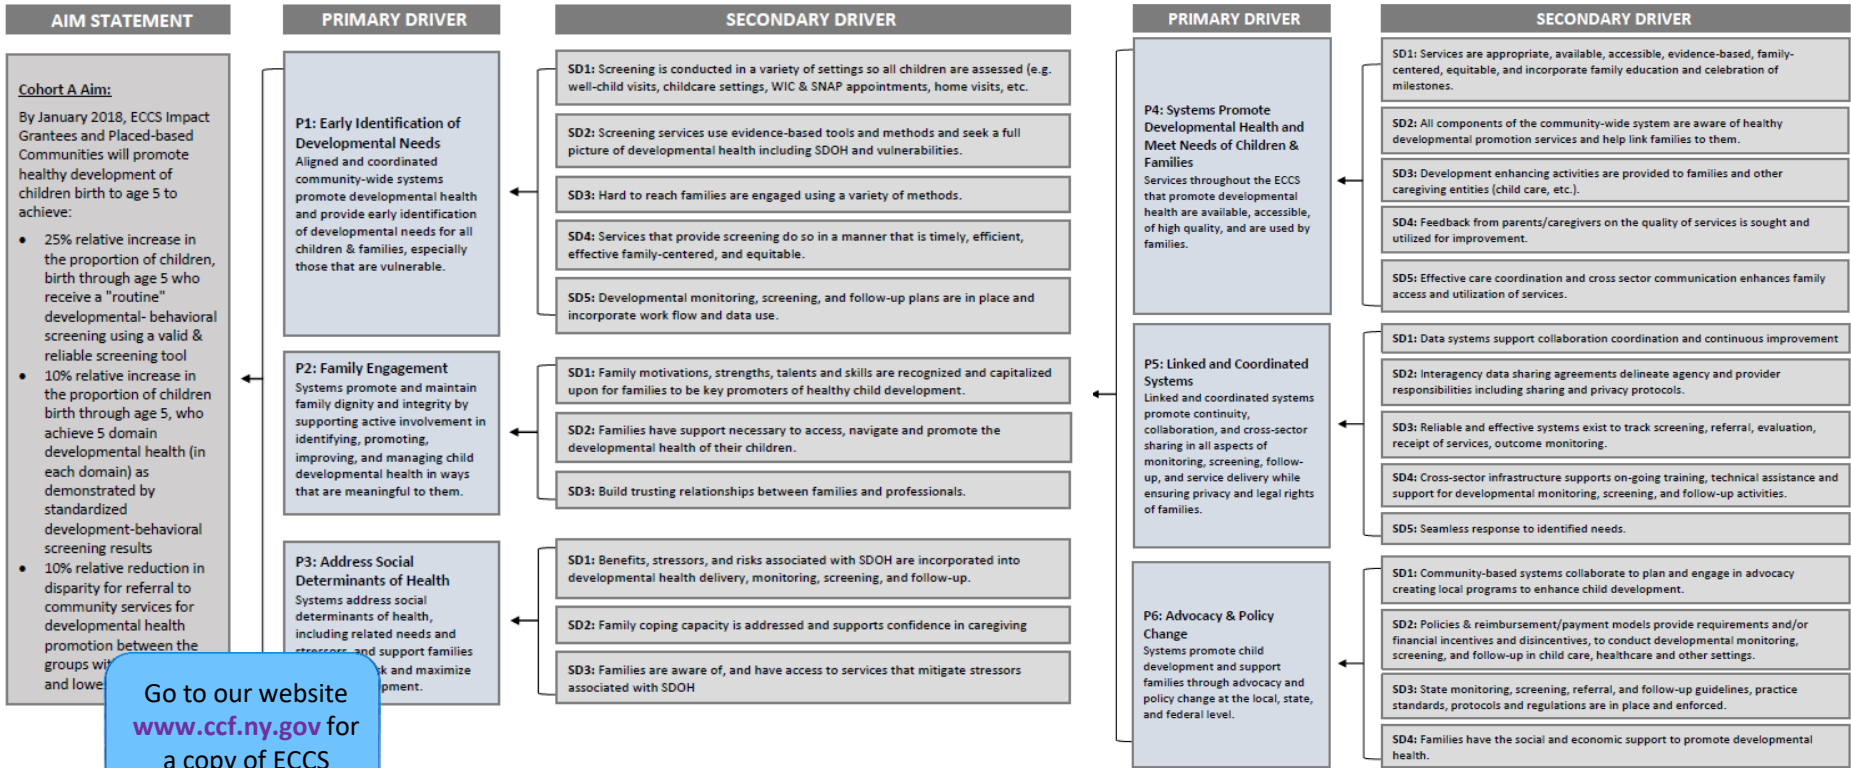 AIM STATEMENT
Cohort A Aim:
By January 2018, ECCS Impact
Grantees and Placed-based
Communities will promote
healthy development of
children birth to age 5 to
achieve:
• 25% relative increase in
the proportion of children,
birth through age 5 who
receive a "routine"
developmental- behavioral
screening using a valid &
reliable screening tool
• 10% relative increase in
the proportion of children
birth through age 5, who
achieve 5 domain
developmental health (in
each domain) as
demonstrated by
standardized
development-behavioral
screening results
• 10% relative reduction in
disparity for referral to
community services for
developmental health
promotion between the
groups
and
PRIMARY DRIVER
P1: Early Identification of
Developmental Needs
Aligned and coordinated
community-wide systems
promote developmental health
and provide early identification
of developmental needs for all
children & families, especially
those that are vulnerable.
P2: Family Engagement
Systems promote and maintain
family dignity and integrity by
supporting active involvement in
identifying, promoting,
improving, and managing child
developmental health in ways
that are meaningful to them.
P3: Address Social
Determinants of Health
Systems address social
determinants of health,
including related needs and
stressors, and support families
and maximize
SECONDARY DRIVER
SD1: Screening is conducted in a variety of settings so all children are assessed (e.g.
well-child visits, childcare settings, WIC & SNAP appointments, home visits, etc.
SD2: Screening services use evidence-based tools and methods and seek a full
picture of developmental health including SDOH and vulnerabilities.
SD3: Hard to reach families are engaged using a variety of methods.
SD4: Services that provide screening do so in a manner that is timely, efficient,
effective family-centered, and equitable.
SD5: Developmental monitoring, screening, and follow-up plans are in place and
incorporate work flow and data use.
SD1: Family motivations, strengths, talents and skills are recognized and capitalized
upon for families to be key promoters of healthy child development.
SD2: Families have support necessary to access, navigate and promote the
developmental health of their children.
SD3: Build trusting relationships between families and professionals.
SD1: Benefits, stressors, and risks associated with SDOH are incorporated into
developmental health delivery, monitoring, screening, and follow-up.
SD2: Family coping capacity is addressed and supports confidence in caregiving
SD3: Families are aware of, and have access to services that mitigate stressors
associated with SDOH
PRIMARY DRIVER
P4: Systems Promote
Developmental Health and
Meet Needs of Children &
Families
Services throughout the ECCS
that promote developmental
health are available, accessible,
of high quality, and are used by
families.
P5: Linked and Coordinated
Systems
Linked and coordinated systems
promote continuity,
collaboration, and cross-sector
sharing in all aspects of
monitoring, screening, follow-
up, and service delivery while
ensuring privacy and legal rights
of families.
P6: Advocacy & Policy
Change
Systems promote child
development and support
families through advocacy and
policy change at the local, state,
and federal level.
SECONDARY DRIVER
SD1: Services are appropriate, available, accessible, evidence-based, family-
centered, equitable, and incorporate family education and celebration of
milestones.
SD2: All components of the community-wide system are aware of healthy
developmental promotion services and help link families to them.
SD3: Development enhancing activities are provided to families and other
caregiving entities (child care, etc.).
SD4: Feedback from parents/caregivers on the quality of services is sought and
utilized for improvement.
SD5: Effective care coordination and cross sector communication enhances family
access and utilization of services.
SD1: Data systems support collaboration coordination and continuous improvement
SD2: Interagency data sharing agreements delineate agency and provider
responsibilities including sharing and privacy protocols.
SD3: Reliable and effective systems exist to track screening, referral, evaluation,
receipt of services, outcome monitoring.
SD4: Cross-sector infrastructure supports on-going training, technical assistance and
support for developmental monitoring, screening, and follow-up activities.
SD5: Seamless response to identified needs.
SD1: Community-based systems collaborate to plan and engage in advocacy
creating local programs to enhance child development.
SD2: Policies & reimbursement/payment models provide requirements and/or
financial incentives and disincentives, to conduct developmental monitoring,
screening, and follow-up in child care, healthcare and other settings.
SD3: State monitoring, screening, referral, and follow-up guidelines, practice
standards, protocols and regulations are in place and enforced.
SD4: Families have the social and economic support to promote developmental
health.
Go to our website
www.ccf.ny.gov for
a copy of ECCS